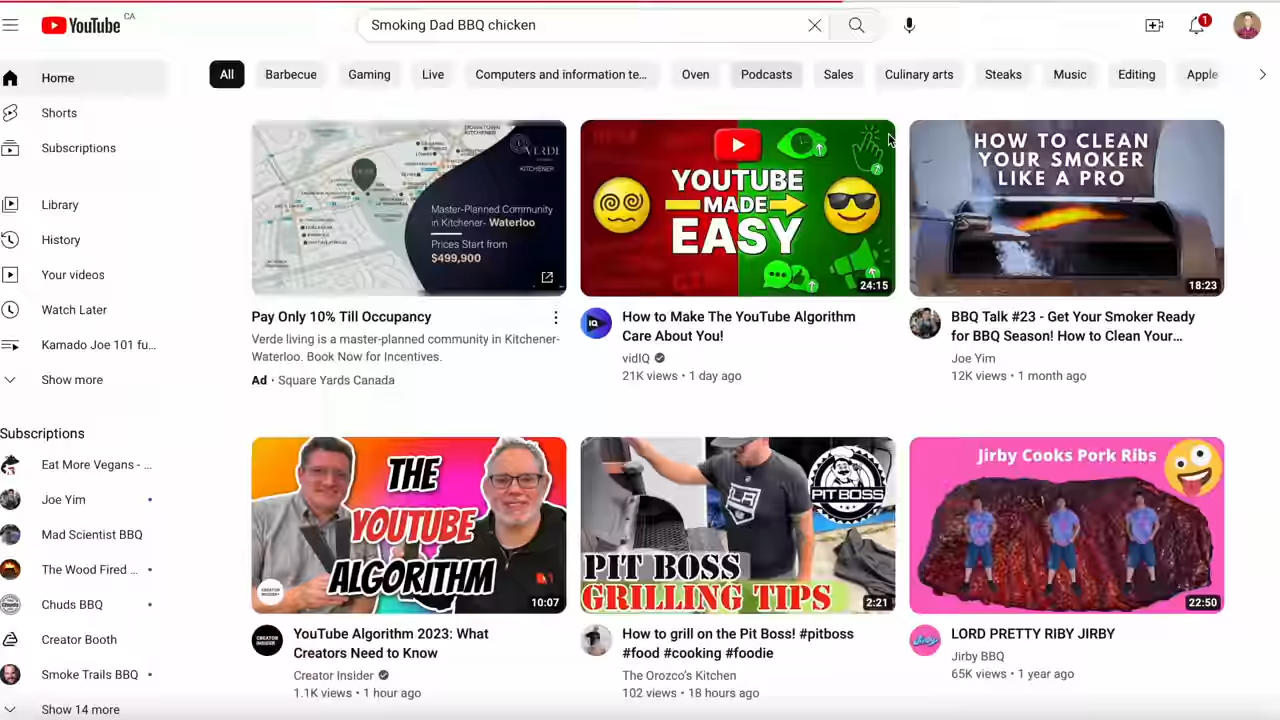 YouTube CA
Smoking Dad BBQ chicken
1
All
Barbecue
Gaming
Live
Computers and information te...
Oven
Podcasts
Sales
Culinary arts
Steaks
Music
Editing
Apple
Home
Shorts
Subscriptions
Library
History
Your videos
Watch Later
Kamado Joe 101 fu...
Show more
Subscriptions
Eat More Vegans - ...
Joe Yim
Mad Scientist BBQ
The Wood Fired ...
Chuds BBQ
Creator Booth
Smoke Trails BBQ
Show 14 more
VERDE
KITCHENER
Master-Planned Community
in Kitchener- Waterloo
Prices Start from
$499,900
Pay Only 10% Till Occupancy
Verde living is a master-planned community in Kitchener-
Waterloo. Book Now for Incentives.
Ad · Square Yards Canada
YOUTUBE
MADE
EASY
24:15
IQ
How to Make The YouTube Algorithm
Care About You!
vidIQ
21K views • 1 day ago
HOW TO CLEAN
YOUR SMOKER
LIKE A PRO
18:23
BBQ Talk #23 - Get Your Smoker Ready
for BBQ Season! How to Clean Your...
Joe Yim
12K views • 1 month ago
THE
YOUTUBE
ALGORITHM
CREATOR
INSIDER
10:07
CREATOR
INSIDER
YouTube Algorithm 2023: What
Creators Need to Know
Creator Insider
1.1K views • 1 hour ago
LA
PIT BOSS
PIT BOSS
GRILLING TIPS
2:21
How to grill on the Pit Boss! #pitboss
#food #cooking #foodie
The Orozco's Kitchen
102 views • 18 hours ago
Jirby Cooks Pork Ribs
22:50
Jirby
LORD PRETTY RIBY JIRBY
Jirby BBQ
65K views • 1 year ago